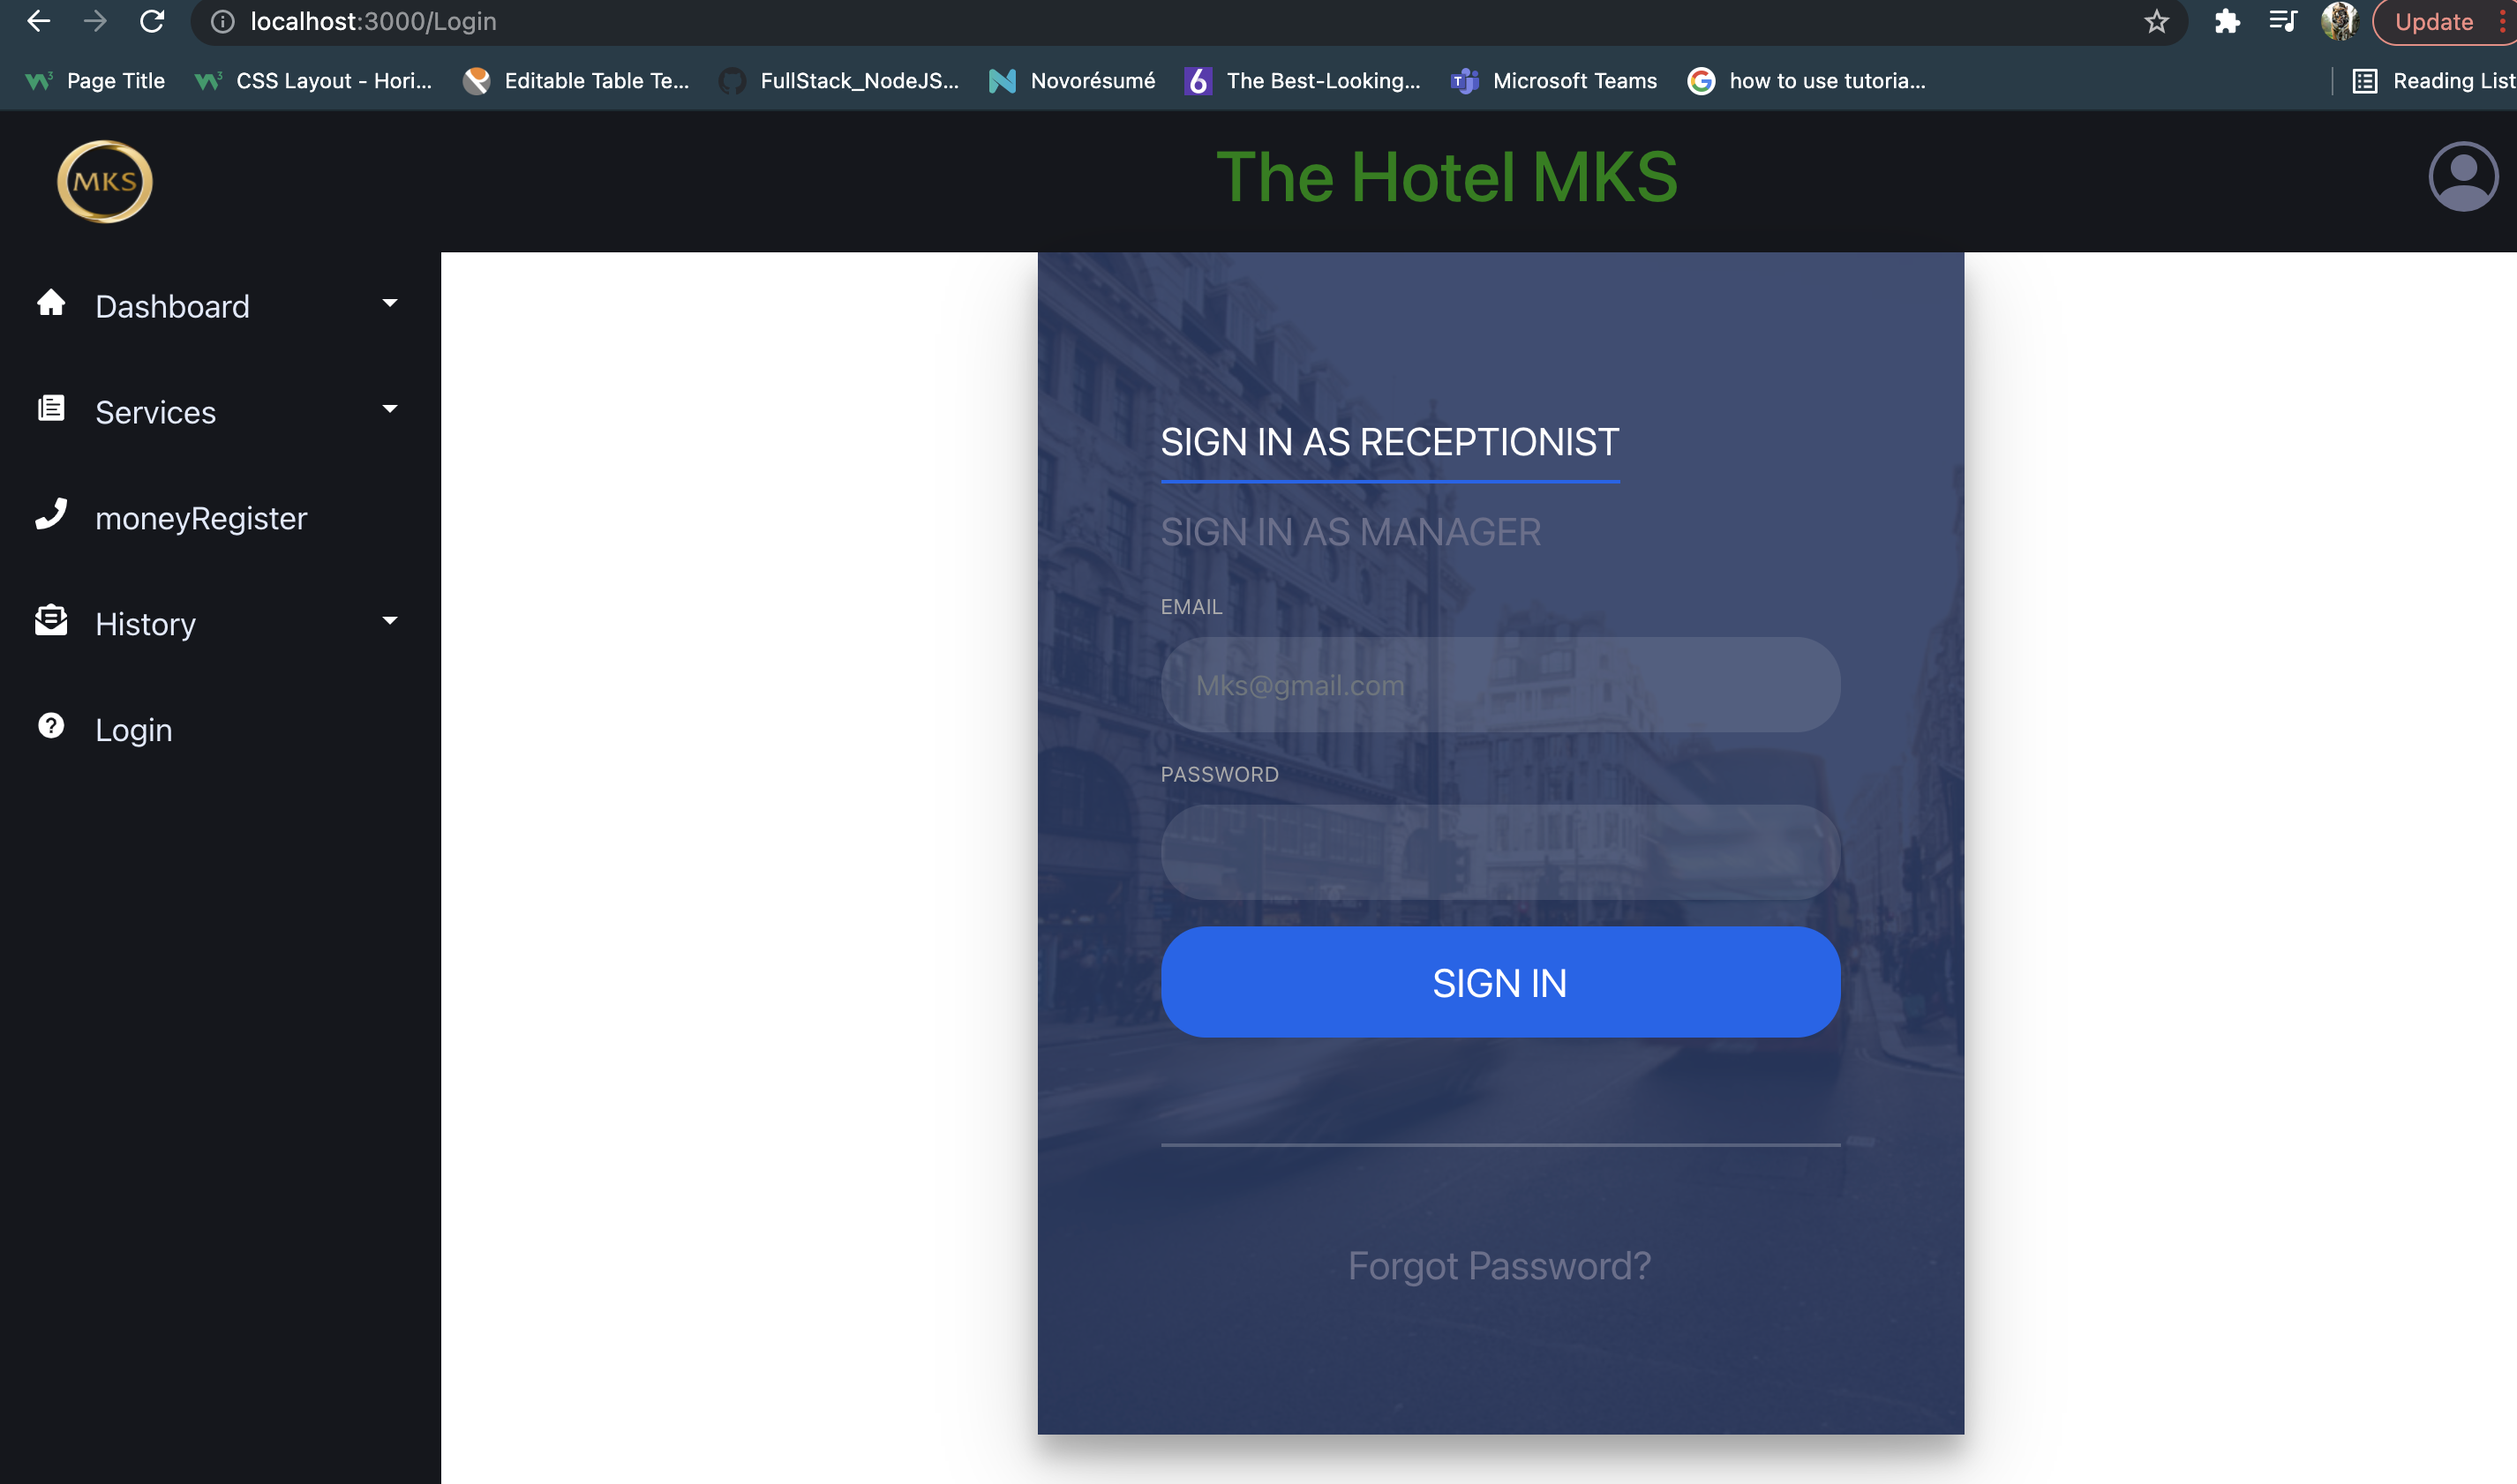 localhost:3000/Login
Update
Page Title
CSS Layout - Hori...
Editable Table Te...
FullStack_NodeJS...
Novorésumé
The Best-Looking...
Microsoft Teams
how to use tutoria...
Reading List
MKS
The Hotel MKS
Dashboard
Services
moneyRegister
History
Login
SIGN IN AS RECEPTIONIST
SIGN IN AS MANAGER
EMAIL
Mks@gmail.com
PASSWORD
SIGN IN
Forgot Password?